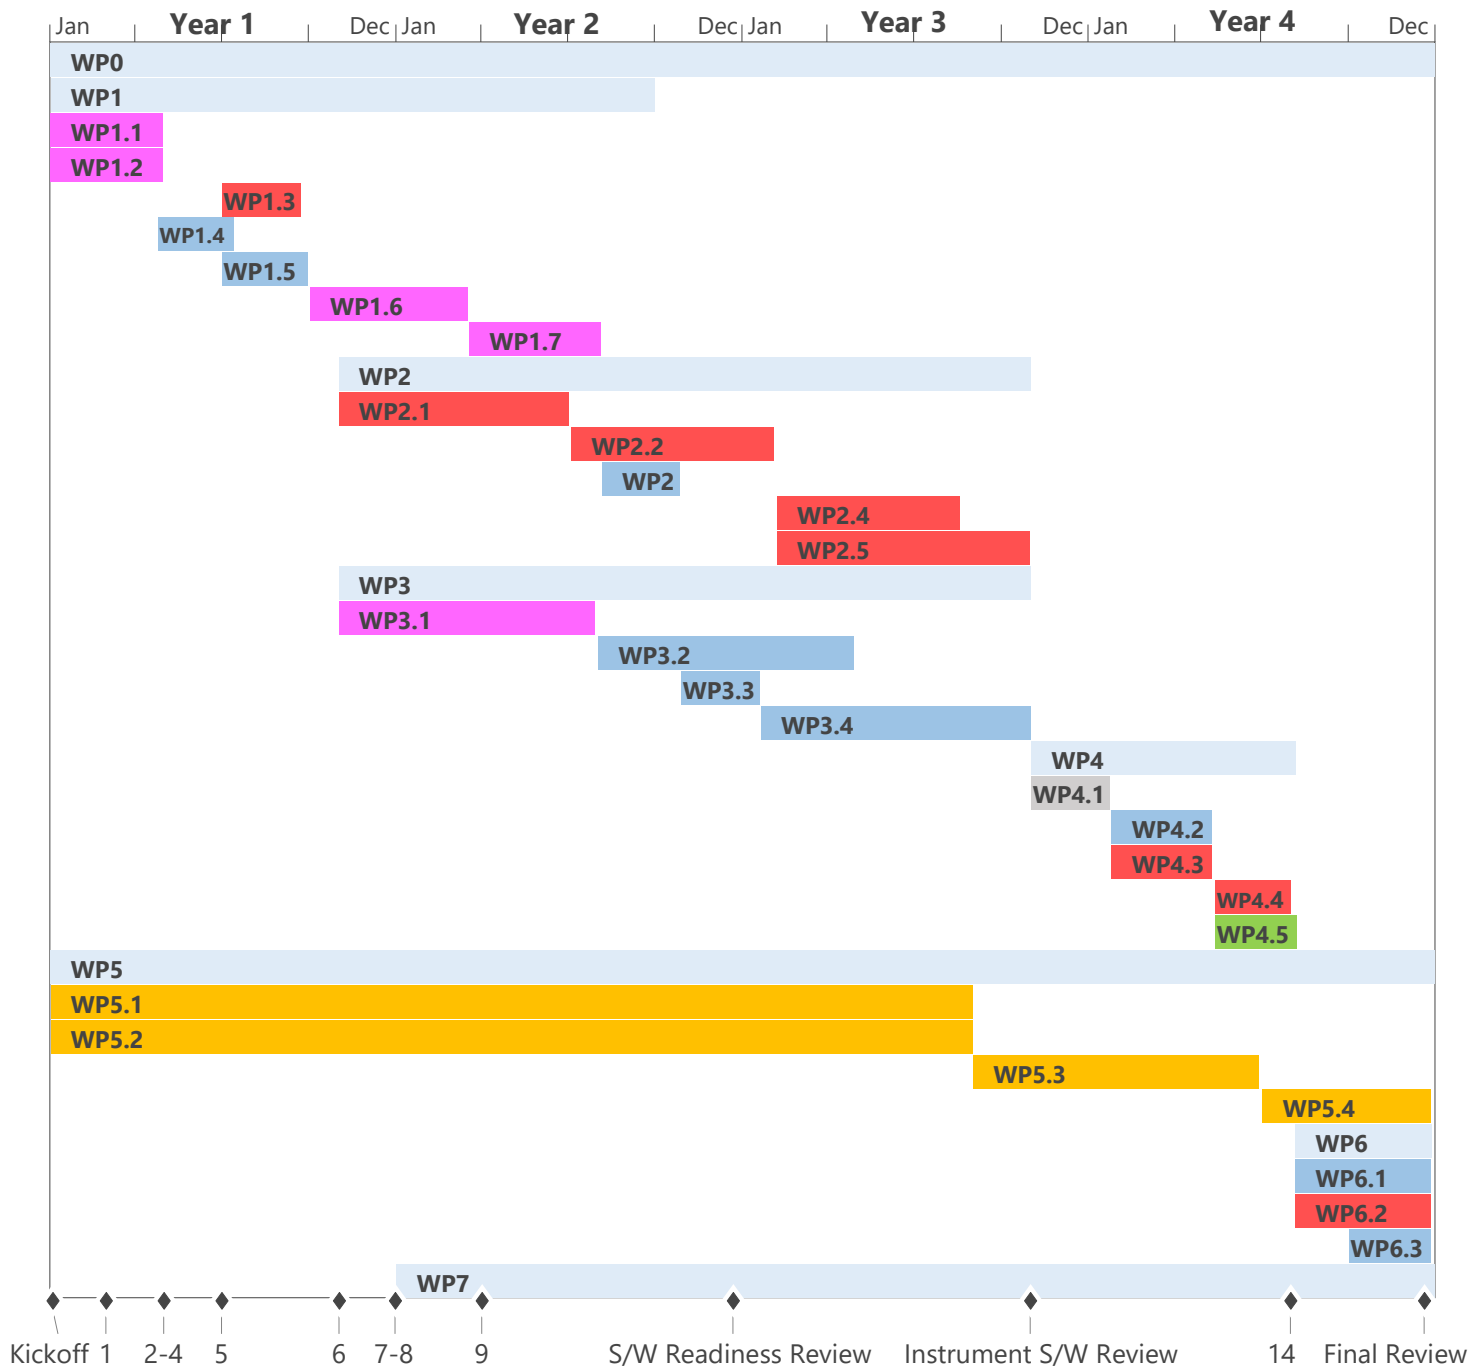 Jan Year 1 Dec Jan Year 2 Dec Jan Year 3 Dec Jan Year 4 Dec
WP0
WP1
WP1.1
WP1.2
WP1.3
WP1.4
WP1.5
WP1.6
WP1.7
WP2
WP2.1
WP2.2
WP2
WP2.4
WP2.5
WP3
WP3.1
WP3.2
WP3.3
WP3.4
WP4
WP4.1
WP4.2
WP4.3
WP4.4
WP4.5
WP5
WP5.1
WP5.2
WP5.3
WP5.4
WP6
WP6.1
WP6.2
WP6.3
WP7
Kickoff 1 2-4 5 6 7-8 9 S/W Readiness Review Instrument S/W Review 14 Final Review